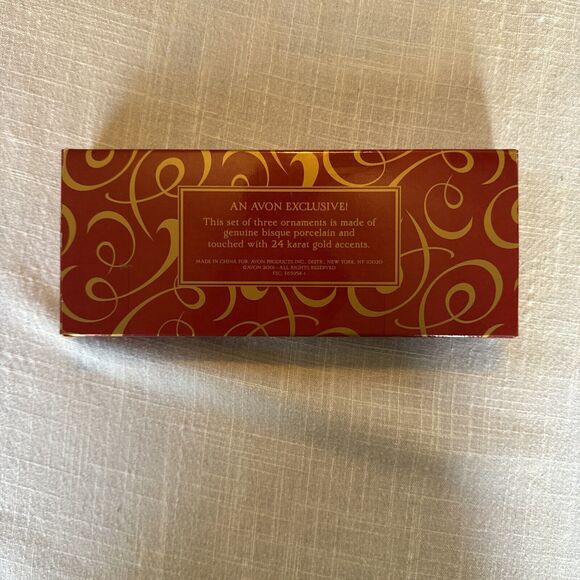 AN AVON EXCLUSIVE!
This set of three ornaments is made of
genuine bisque porcelain and
touched with 24 karat gold accents.
MADE IN CHINA FOR AVON PRODUCTS INC., DISTR., NEW YORK, NY 10020
©AVON 2001 • ALL RIGHTS RESERVED